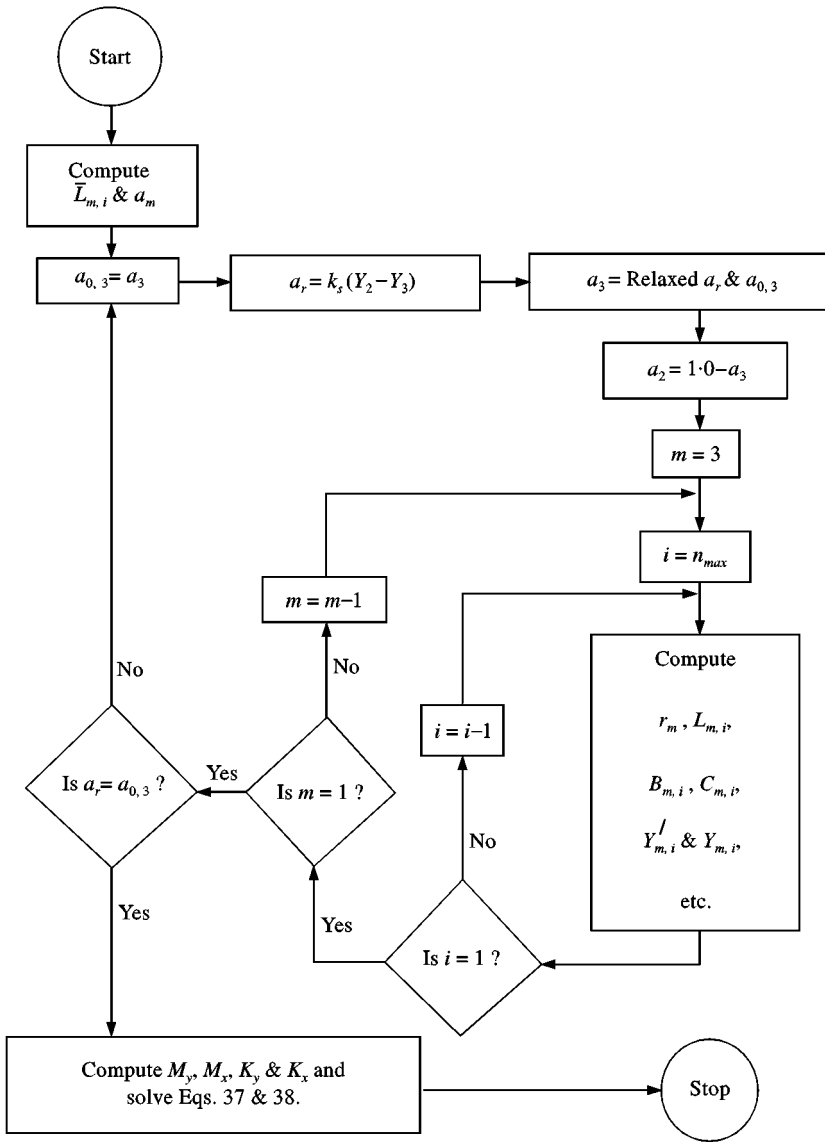 Start
Compute
L̄m, i & am
a0, 3 = a3
ar = ks (Y2−Y3)
a3 = Relaxed ar & a0, 3
a2 = 1·0−a3
m = 3
i = nmax
m = m−1
i = i−1
Compute
rm , Lm, i,
Bm, i , Cm, i,
Y/m, i & Ym, i,
etc.
No
No
No
Is ar= a0, 3 ?
Yes
Is m = 1 ?
Yes
Is i = 1 ?
Yes
Compute My, Mx, Ky & Kx and
solve Eqs. 37 & 38.
Stop